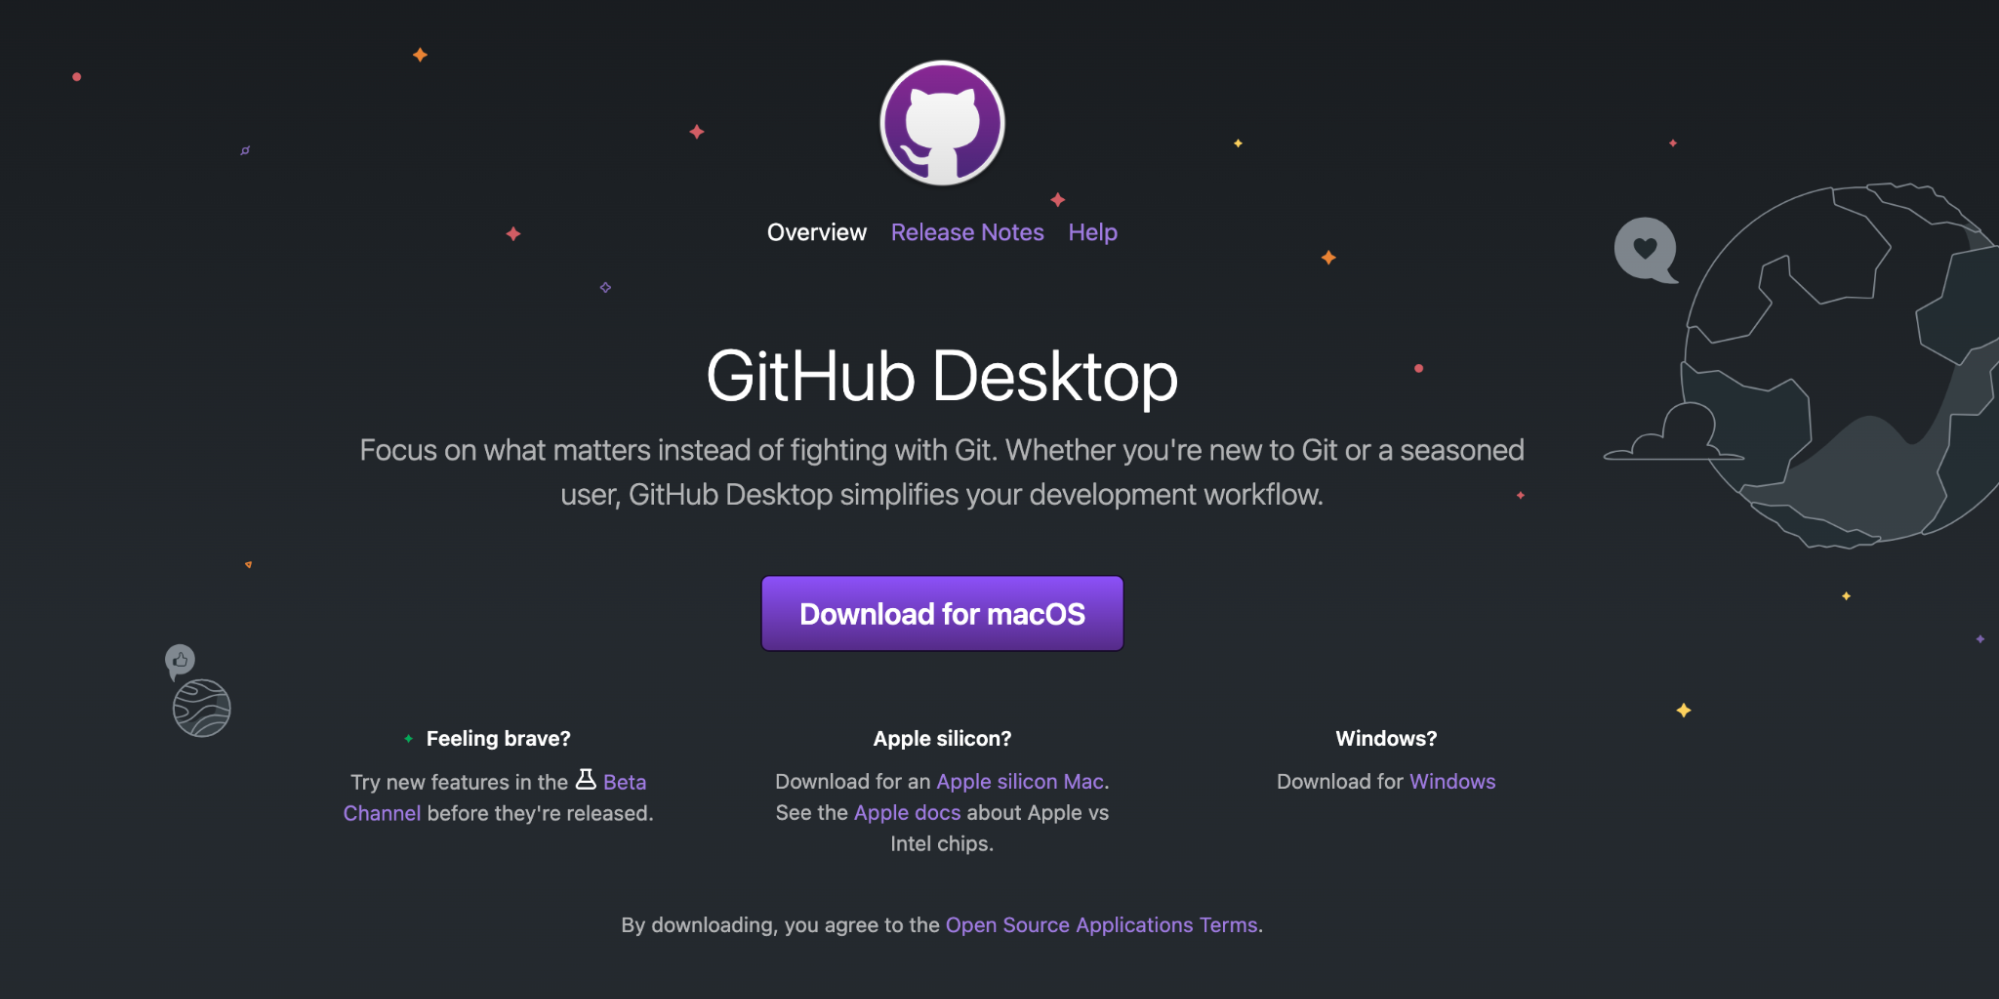 Overview Release Notes Help
GitHub Desktop
Focus on what matters instead of fighting with Git. Whether you're new to Git or a seasoned
user, GitHub Desktop simplifies your development workflow.
Download for macOS
Feeling brave?
Try new features in the Beta
Channel before they're released.
Apple silicon?
Download for an Apple silicon Mac.
See the Apple docs about Apple vs
Intel chips.
Windows?
Download for Windows
By downloading, you agree to the Open Source Applications Terms.